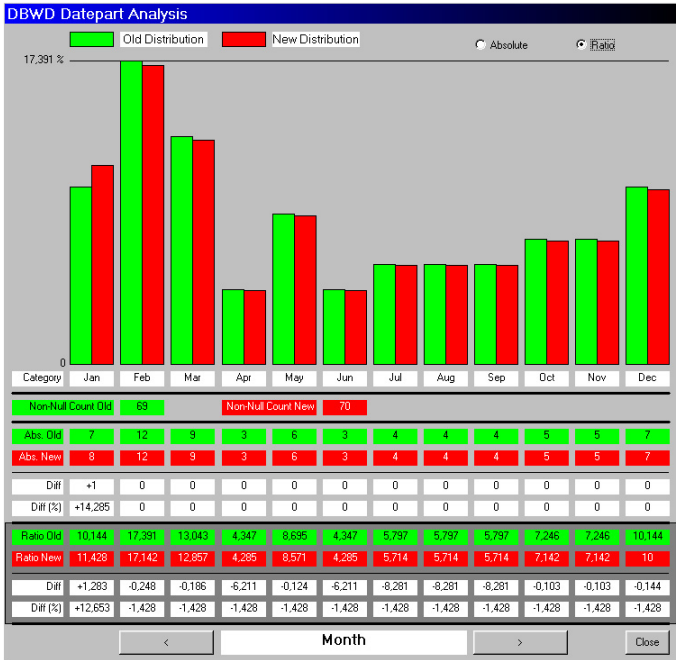 DBWD Datepart Analysis
Old Distribution New Distribution Absolute Ratio
17,391 %
0
Category Jan Feb Mar Apr May Jun Jul Aug Sep Oct Nov Dec
Non-Null Count Old 69 Non-Null Count New 70
Abs. Old 7 12 9 3 6 3 4 4 4 5 5 7
Abs. New 8 12 9 3 6 3 4 4 4 5 5 7
Diff +1 0 0 0 0 0 0 0 0 0 0 0
Diff (%) +14,285 0 0 0 0 0 0 0 0 0 0 0
Ratio Old 10,144 17,391 13,043 4,347 8,695 4,347 5,797 5,797 5,797 7,246 7,246 10,144
Ratio New 11,428 17,142 12,857 4,285 8,571 4,285 5,714 5,714 5,714 7,142 7,142 10
Diff +1,283 -0,248 -0,186 -6,211 -0,124 -6,211 -8,281 -8,281 -8,281 -0,103 -0,103 -0,144
Diff (%) +12,653 -1,428 -1,428 -1,428 -1,428 -1,428 -1,428 -1,428 -1,428 -1,428 -1,428 -1,428
< Month > Close